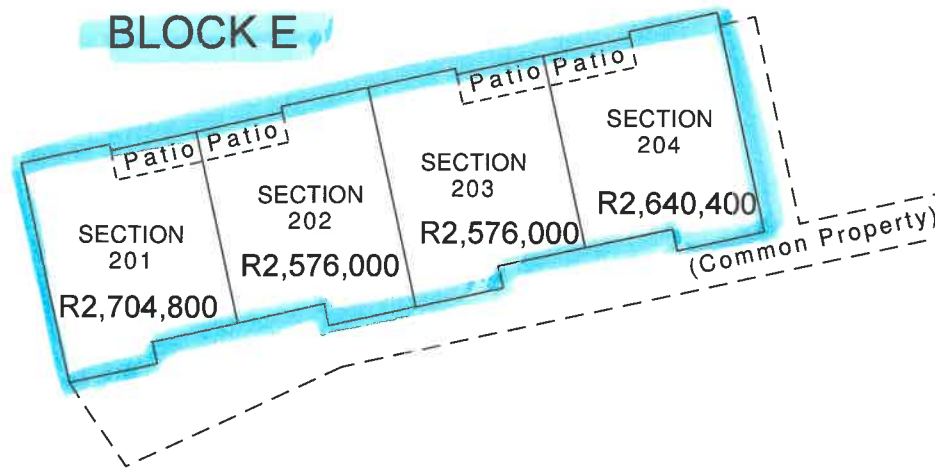 BLOCK E
Patio
Patio
Patio
Patio
SECTION
201
R2,704,800
SECTION
202
R2,576,000
SECTION
203
R2,576,000
SECTION
204
R2,640,400
(Common Property)